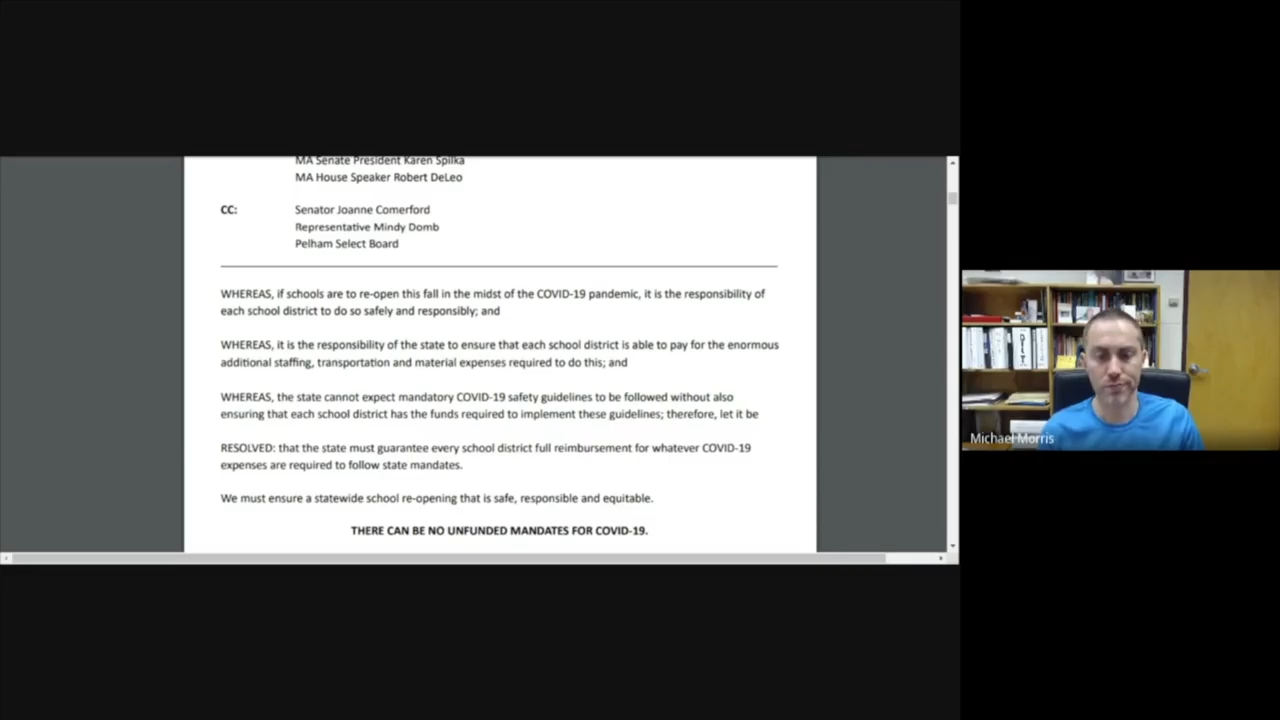 MA Senate President Karen Spilka
MA House Speaker Robert DeLeo
CC: Senator Joanne Comerford
Representative Mindy Domb
Pelham Select Board
WHEREAS, if schools are to re-open this fall in the midst of the COVID-19 pandemic, it is the responsibility of
each school district to do so safely and responsibly; and
WHEREAS, it is the responsibility of the state to ensure that each school district is able to pay for the enormous
additional staffing, transportation and material expenses required to do this; and
WHEREAS, the state cannot expect mandatory COVID-19 safety guidelines to be followed without also
ensuring that each school district has the funds required to implement these guidelines; therefore, let it be
RESOLVED: that the state must guarantee every school district full reimbursement for whatever COVID-19
expenses are required to follow state mandates.
We must ensure a statewide school re-opening that is safe, responsible and equitable.
THERE CAN BE NO UNFUNDED MANDATES FOR COVID-19.
Michael Morris